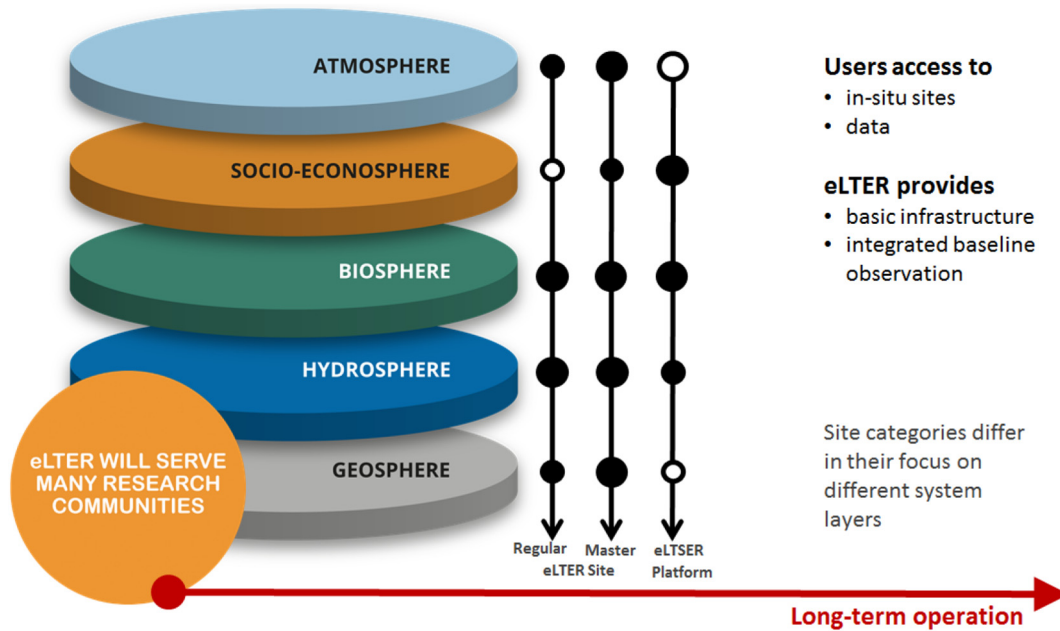 ATMOSPHERE
SOCIO-ECONOSPHERE
BIOSPHERE
HYDROSPHERE
GEOSPHERE
eLTER WILL SERVE
MANY RESEARCH
COMMUNITIES
Regular Master
eLTER Site
eLTSER
Platform
Users access to
• in-situ sites
• data
eLTER provides
• basic infrastructure
• integrated baseline
observation
Site categories differ
in their focus on
different system
layers
Long-term operation